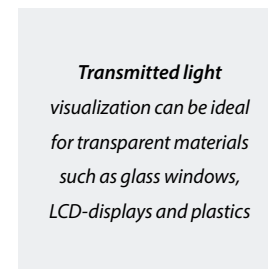 Transmitted light
visualization can be ideal
for transparent materials
such as glass windows,
LCD-displays and plastics